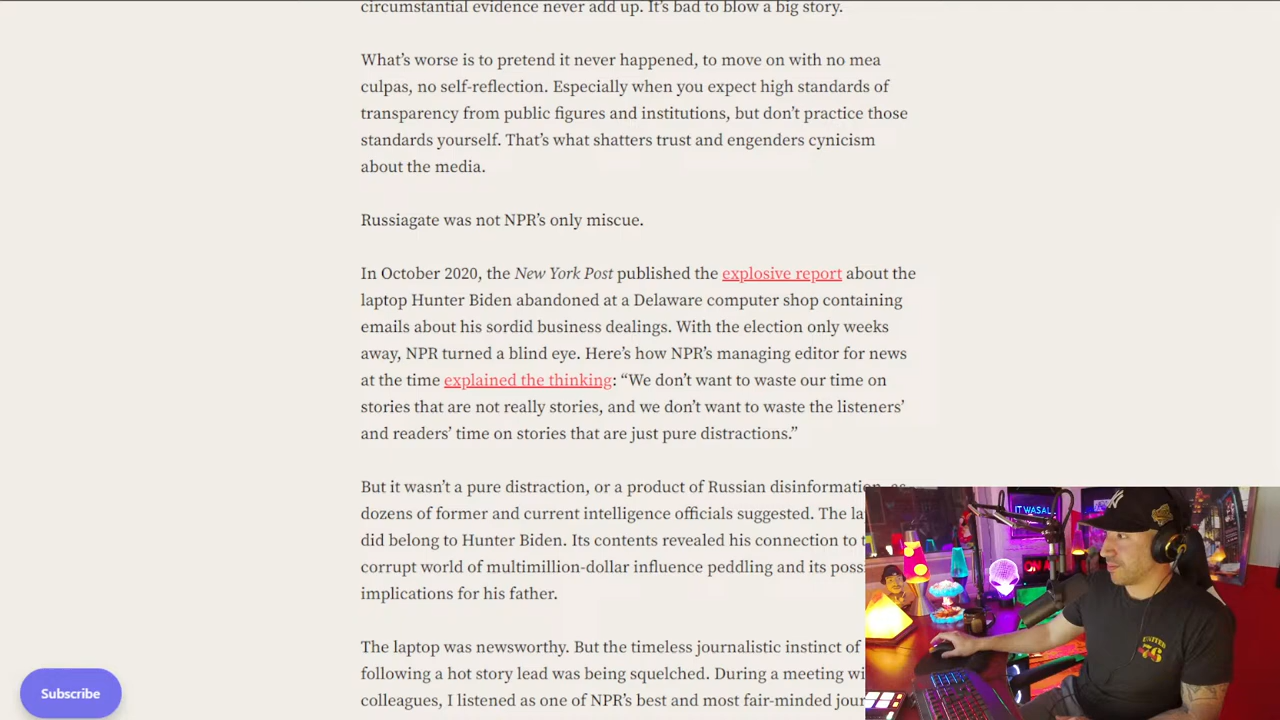 circumstantial evidence never add up. It's bad to blow a big story.
What's worse is to pretend it never happened, to move on with no mea
culpas, no self-reflection. Especially when you expect high standards of
transparency from public figures and institutions, but don't practice those
standards yourself. That's what shatters trust and engenders cynicism
about the media.
Russiagate was not NPR's only miscue.
In October 2020, the New York Post published the explosive report about the
laptop Hunter Biden abandoned at a Delaware computer shop containing
emails about his sordid business dealings. With the election only weeks
away, NPR turned a blind eye. Here's how NPR's managing editor for news
at the time explained the thinking: “We don't want to waste our time on
stories that are not really stories, and we don't want to waste the listeners'
and readers' time on stories that are just pure distractions.”
But it wasn't a pure distraction, or a product of Russian disinformation, as
dozens of former and current intelligence officials suggested. The la
did belong to Hunter Biden. Its contents revealed his connection to
corrupt world of multimillion-dollar influence peddling and its poss
implications for his father.
The laptop was newsworthy. But the timeless journalistic instinct of
following a hot story lead was being squelched. During a meeting wi
colleagues, I listened as one of NPR's best and most fair-minded jour
Subscribe
IT WASAL
ON A
76